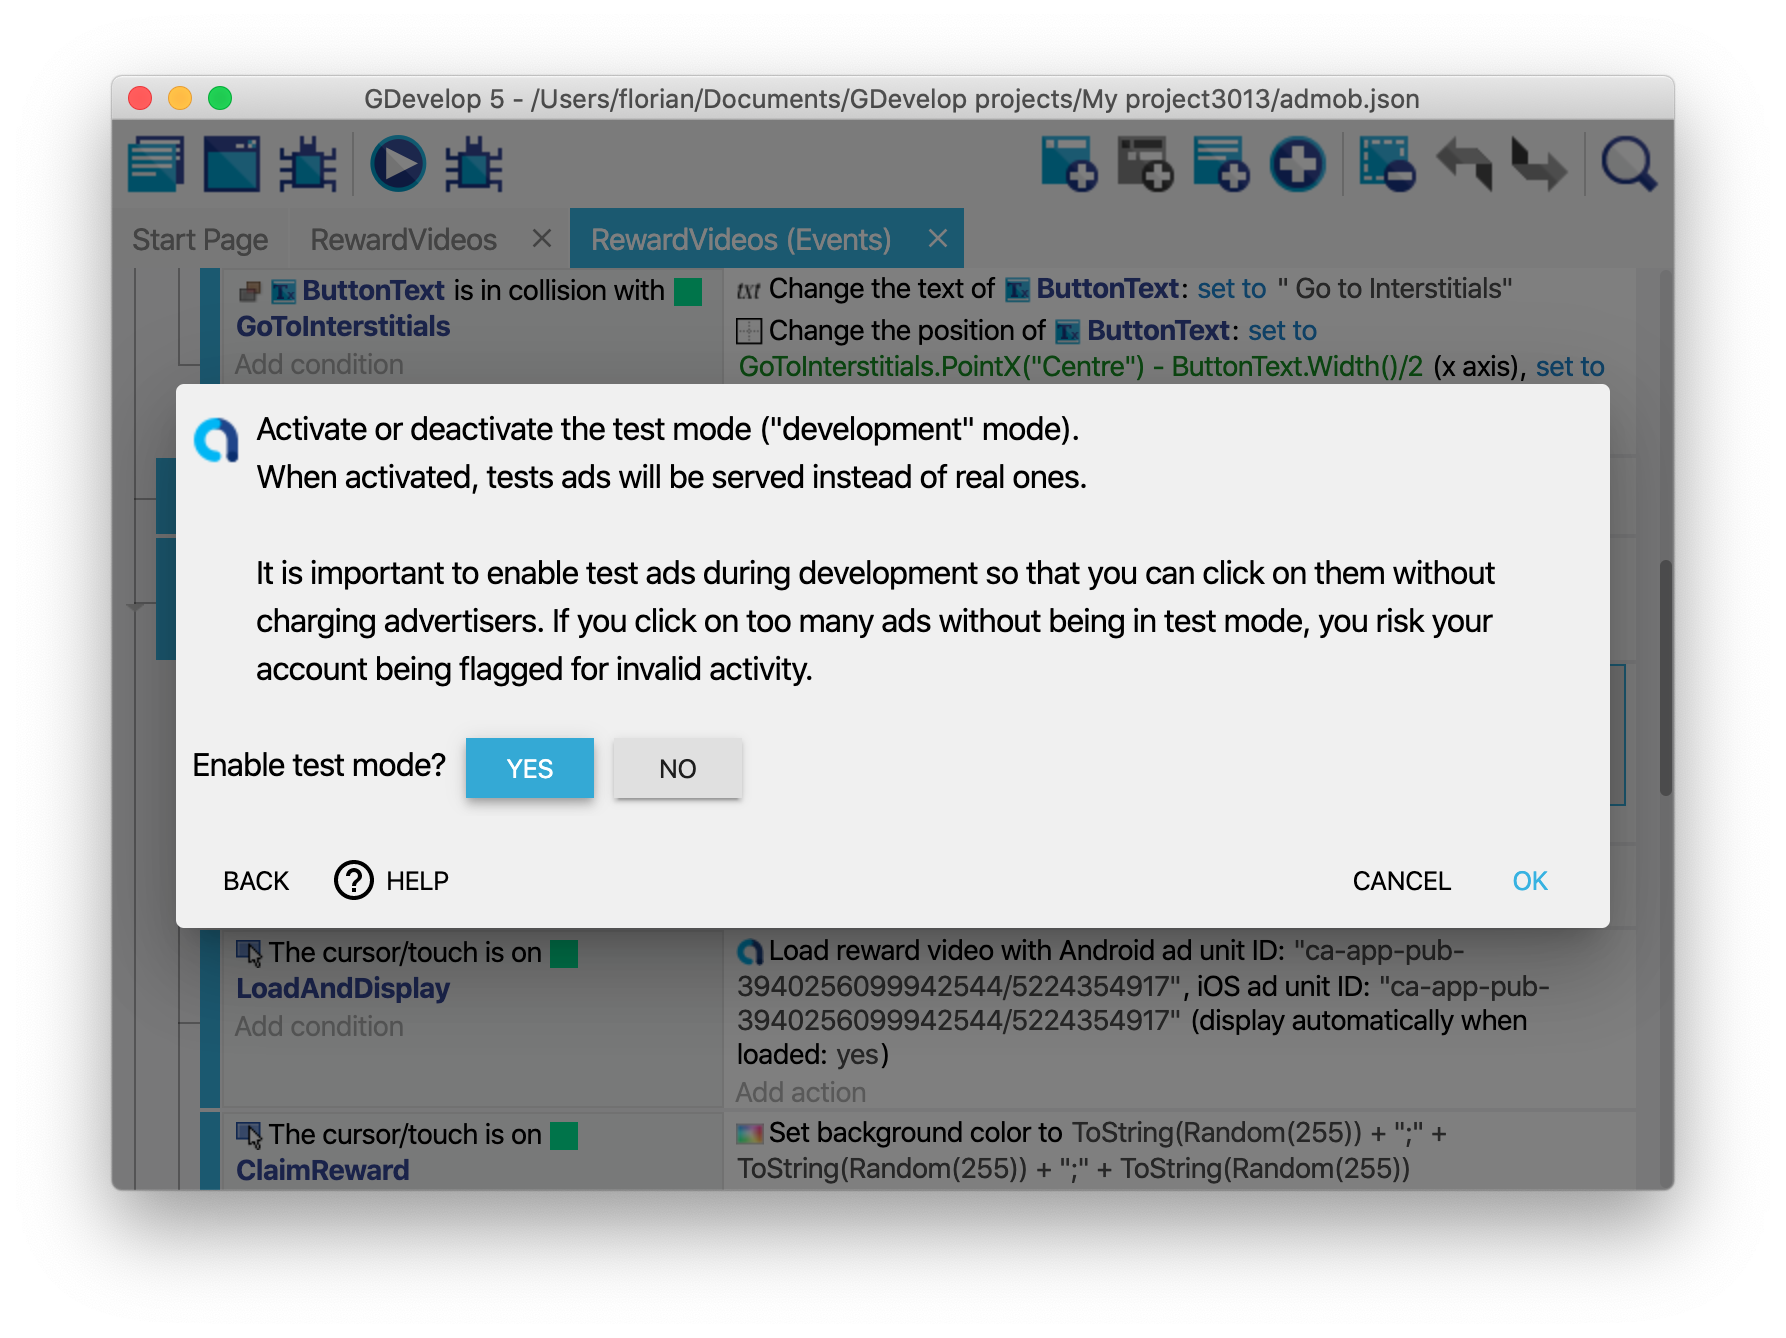 GDevelop 5 - /Users/florian/Documents/GDevelop projects/My project3013/admob.json
Start Page
RewardVideos
RewardVideos (Events)
ButtonText is in collision with
GoToInterstitials
Add condition
txt Change the text of Tx ButtonText: set to " Go to Interstitials"
Change the position of Tx ButtonText: set to
GoToInterstitials.PointX("Centre") - ButtonText.Width()/2 (x axis), set to
Activate or deactivate the test mode ("development" mode).
When activated, tests ads will be served instead of real ones.
It is important to enable test ads during development so that you can click on them without
charging advertisers. If you click on too many ads without being in test mode, you risk your
account being flagged for invalid activity.
Enable test mode? YES NO
BACK ? HELP CANCEL OK
The cursor/touch is on
LoadAndDisplay
Add condition
Load reward video with Android ad unit ID: "ca-app-pub-
3940256099942544/5224354917", iOS ad unit ID: "ca-app-pub-
3940256099942544/5224354917" (display automatically when
loaded: yes)
Add action
The cursor/touch is on
ClaimReward
Set background color to ToString(Random(255)) + ";" +
ToString(Random(255)) + ";" + ToString(Random(255))